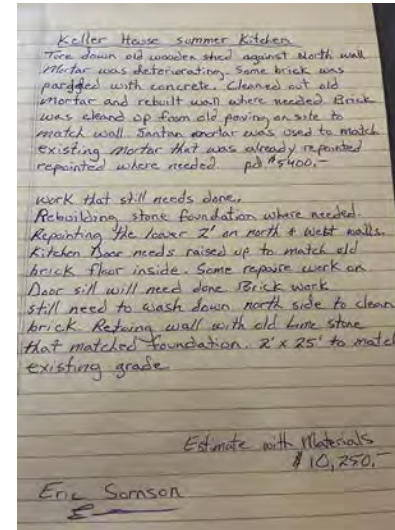 Keller House summer Kitchen
Tore down old wooden shed against North wall
Mortar was deteriorating. Some brick was
pargged with concrete. Cleaned out old
mortar and rebuilt wall where needed. Brick
was cleand up from old paving on site to
match wall. Santan mortar was used to match
existing mortar that was already repointed
repointed where needed. pd $5400.-
work that still needs done.
Rebuilding stone foundation where needed.
Repointing the lower 2' on north & west walls.
Kitchen Door needs raised up to match old
brick floor inside. Some repaire work on
Door sill will need done Brick work
still need to wash down north side to clean
brick. Retaing wall with old lime stone
that matched foundation. 2' x 25' to match
existing grade.
Estimate with Materials
$10,250.-
Eric Samson